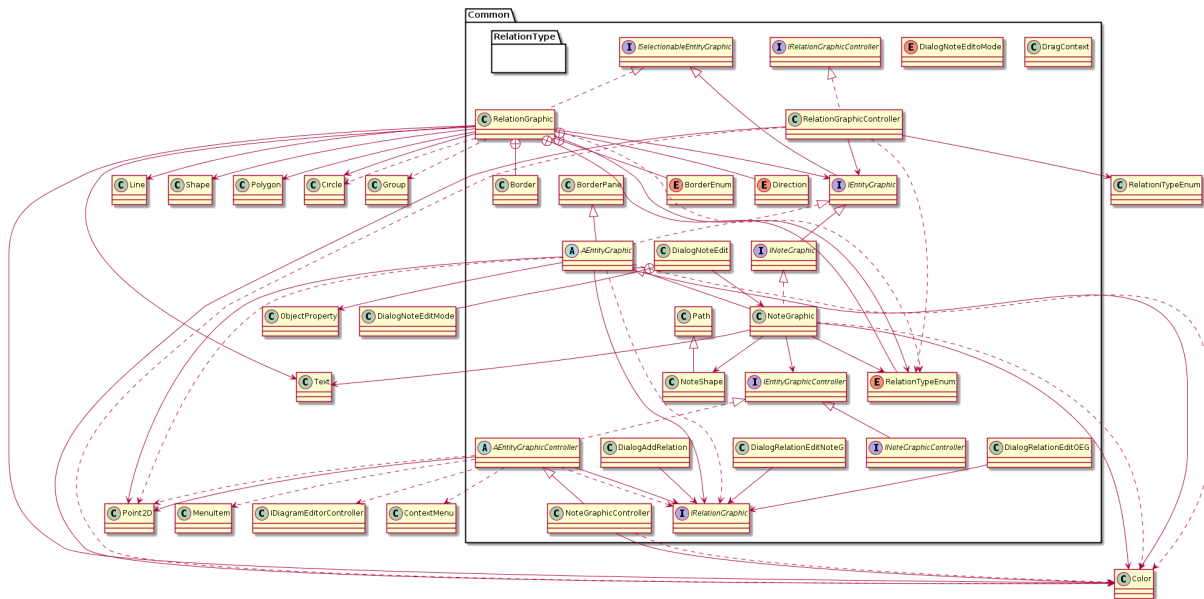 Common
RelationType
I ISelectionableEntityGraphic
I IRelationGraphicController
E DialogNoteEditoMode
C DragContext
C RelationGraphic
C RelationGraphicController
C Line
C Shape
C Polygon
C Circle
C Group
C Border
C BorderPane
E BorderEnum
E Direction
I IEntityGraphic
C RelationiTypeEnum
A AEntityGraphic
C DialogNoteEdit
I INoteGraphic
C ObjectProperty
C DialogNoteEditMode
C Path
C NoteGraphic
C Text
C NoteShape
I IEntityGraphicController
E RelationTypeEnum
A AEntityGraphicController
C DialogAddRelation
C DialogRelationEditNoteG
I INoteGraphicController
C DialogRelationEditOEG
C Point2D
C MenuItem
C IDiagramEditorController
C ContextMenu
C NoteGraphicController
I IRelationGraphic
C Color